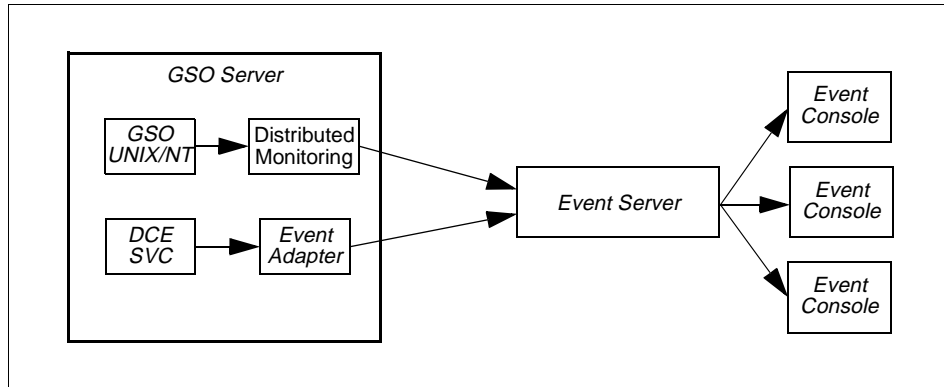 GSO Server
GSO
UNIX/NT
Distributed
Monitoring
DCE
SVC
Event
Adapter
Event Server
Event
Console
Event
Console
Event
Console